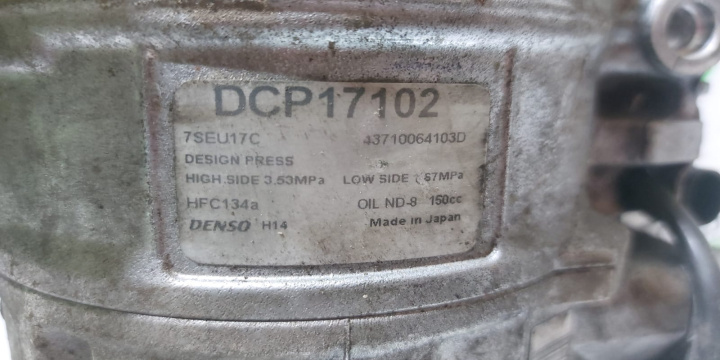 DCP17102
7SEU17C 43710064103D
DESIGN PRESS
HIGH SIDE 3.53MPa LOW SIDE 67MPa
HFC134a OIL ND-8 150cc
DENSO H14 Made in Japan